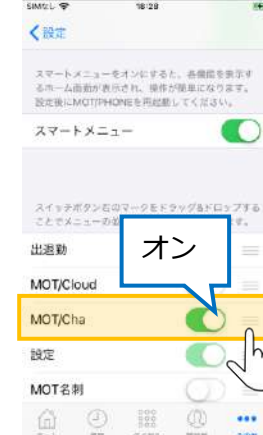 SIMなし 18:28
設定
スマートメニューをオンにすると、各機能を表示す
るホーム画面が表示され、操作が簡単になります。
設定後にMOT/PHONEを再起動してください。
スマートメニュー
スイッチボタン右のマークをドラッグ&ドロップする
ことでメニューの
す。
オン
出退勤
MOT/Cloud
MOT/Cha
設定
MOT名刺